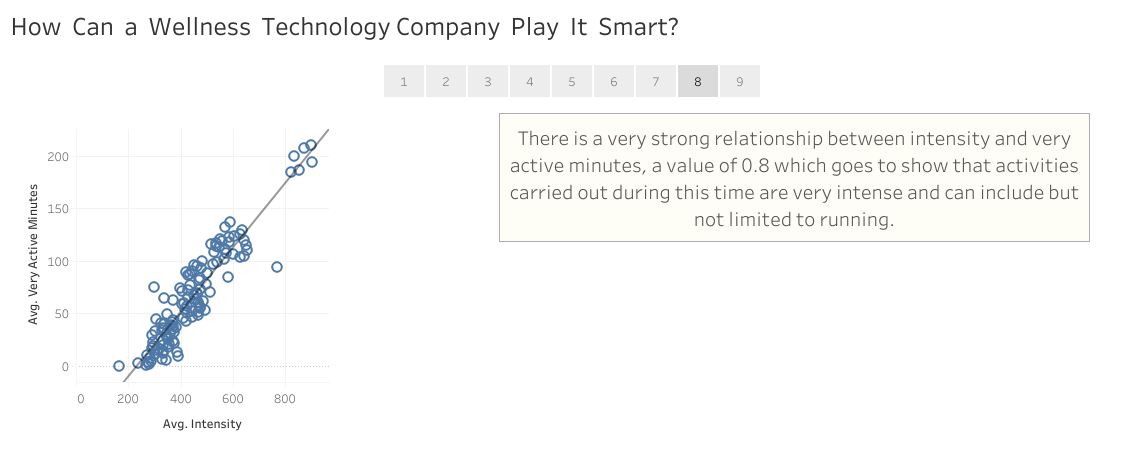 How Can a Wellness Technology Company Play It Smart?
1 2 3 4 5 6 7 8 9
There is a very strong relationship between intensity and very
active minutes, a value of 0.8 which goes to show that activities
carried out during this time are very intense and can include but
not limited to running.
Avg. Very Active Minutes
200
150
100
50
0
0 200 400 600 800
Avg. Intensity